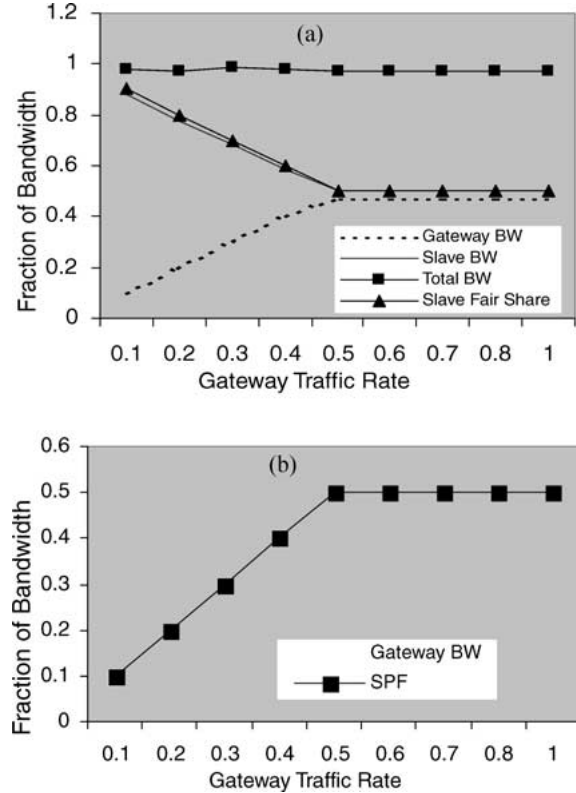 (a)
1.2
1
0.8
0.6
0.4
0.2
0
Fraction of Bandwidth
Gateway BW
Slave BW
Total BW
Slave Fair Share
0.1 0.2 0.3 0.4 0.5 0.6 0.7 0.8 1
Gateway Traffic Rate
(b)
0.6
0.5
0.4
0.3
0.2
0.1
0
Fraction of Bandwidth
Gateway BW
SPF
0.1 0.2 0.3 0.4 0.5 0.6 0.7 0.8 1
Gateway Traffic Rate